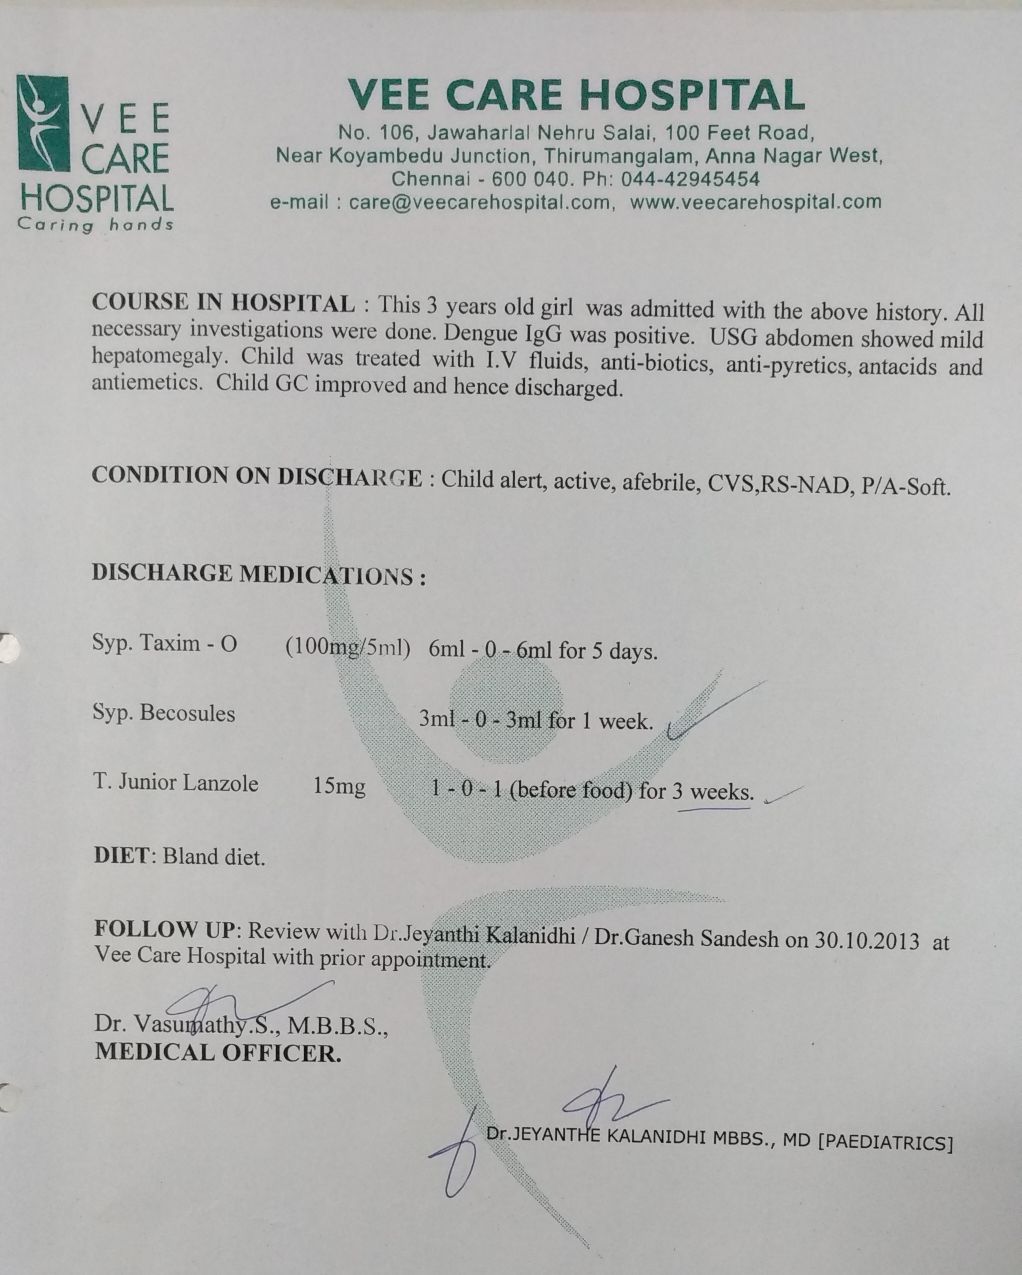 VEE
CARE
HOSPITAL
Caring hands
VEE CARE HOSPITAL
No. 106, Jawaharlal Nehru Salai, 100 Feet Road,
Near Koyambedu Junction, Thirumangalam, Anna Nagar West,
Chennai - 600 040. Ph: 044-42945454
e-mail : care@veecarehospital.com, www.veecarehospital.com
COURSE IN HOSPITAL : This 3 years old girl was admitted with the above history. All
necessary investigations were done. Dengue IgG was positive. USG abdomen showed mild
hepatomegaly. Child was treated with I.V fluids, anti-biotics, anti-pyretics, antacids and
antiemetics. Child GC improved and hence discharged.
CONDITION ON DISCHARGE : Child alert, active, afebrile, CVS,RS-NAD, P/A-Soft.
DISCHARGE MEDICATIONS :
Syp. Taxim - O (100mg/5ml) 6ml - 0 - 6ml for 5 days.
Syp. Becosules 3ml - 0 - 3ml for 1 week.
T. Junior Lanzole 15mg 1 - 0 - 1 (before food) for 3 weeks.
DIET: Bland diet.
FOLLOW UP: Review with Dr.Jeyanthi Kalanidhi / Dr.Ganesh Sandesh on 30.10.2013 at
Vee Care Hospital with prior appointment.
Dr. Vasumathy.S., M.B.B.S.,
MEDICAL OFFICER.
Dr.JEYANTHE KALANIDHI MBBS., MD [PAEDIATRICS]